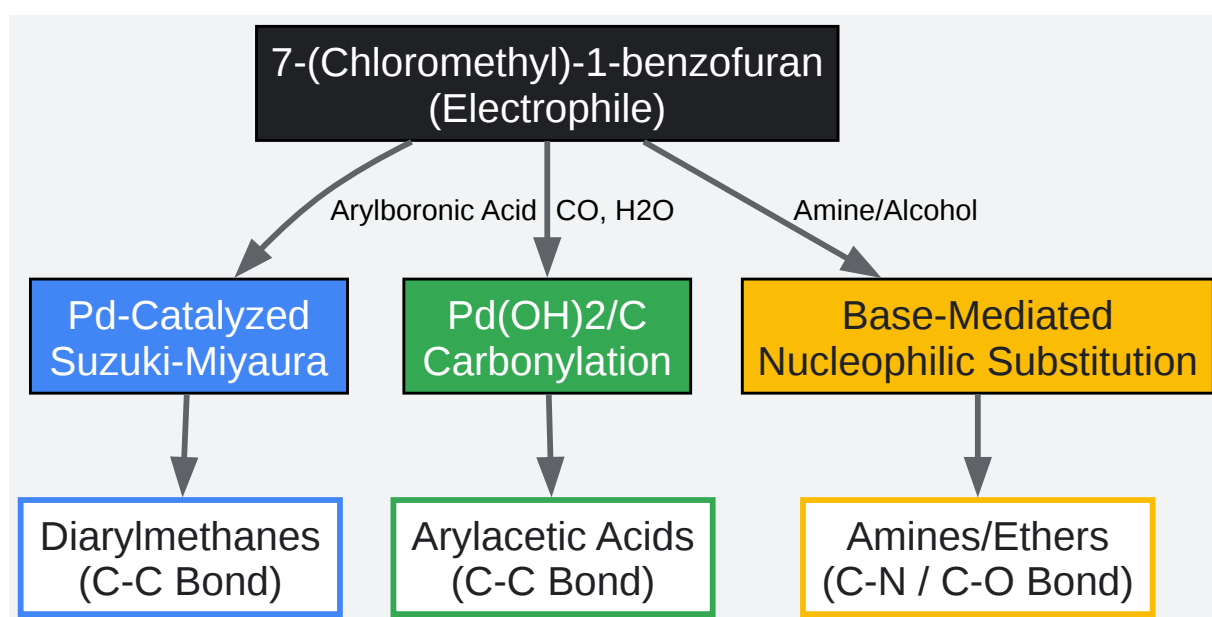 7-(Chloromethyl)-1-benzofuran
(Electrophile)
Arylboronic Acid
CO, H2O
Amine/Alcohol
Pd-Catalyzed
Suzuki-Miyaura
Pd(OH)2/C
Carbonylation
Base-Mediated
Nucleophilic Substitution
Diarylmethanes
(C-C Bond)
Arylacetic Acids
(C-C Bond)
Amines/Ethers
(C-N / C-O Bond)